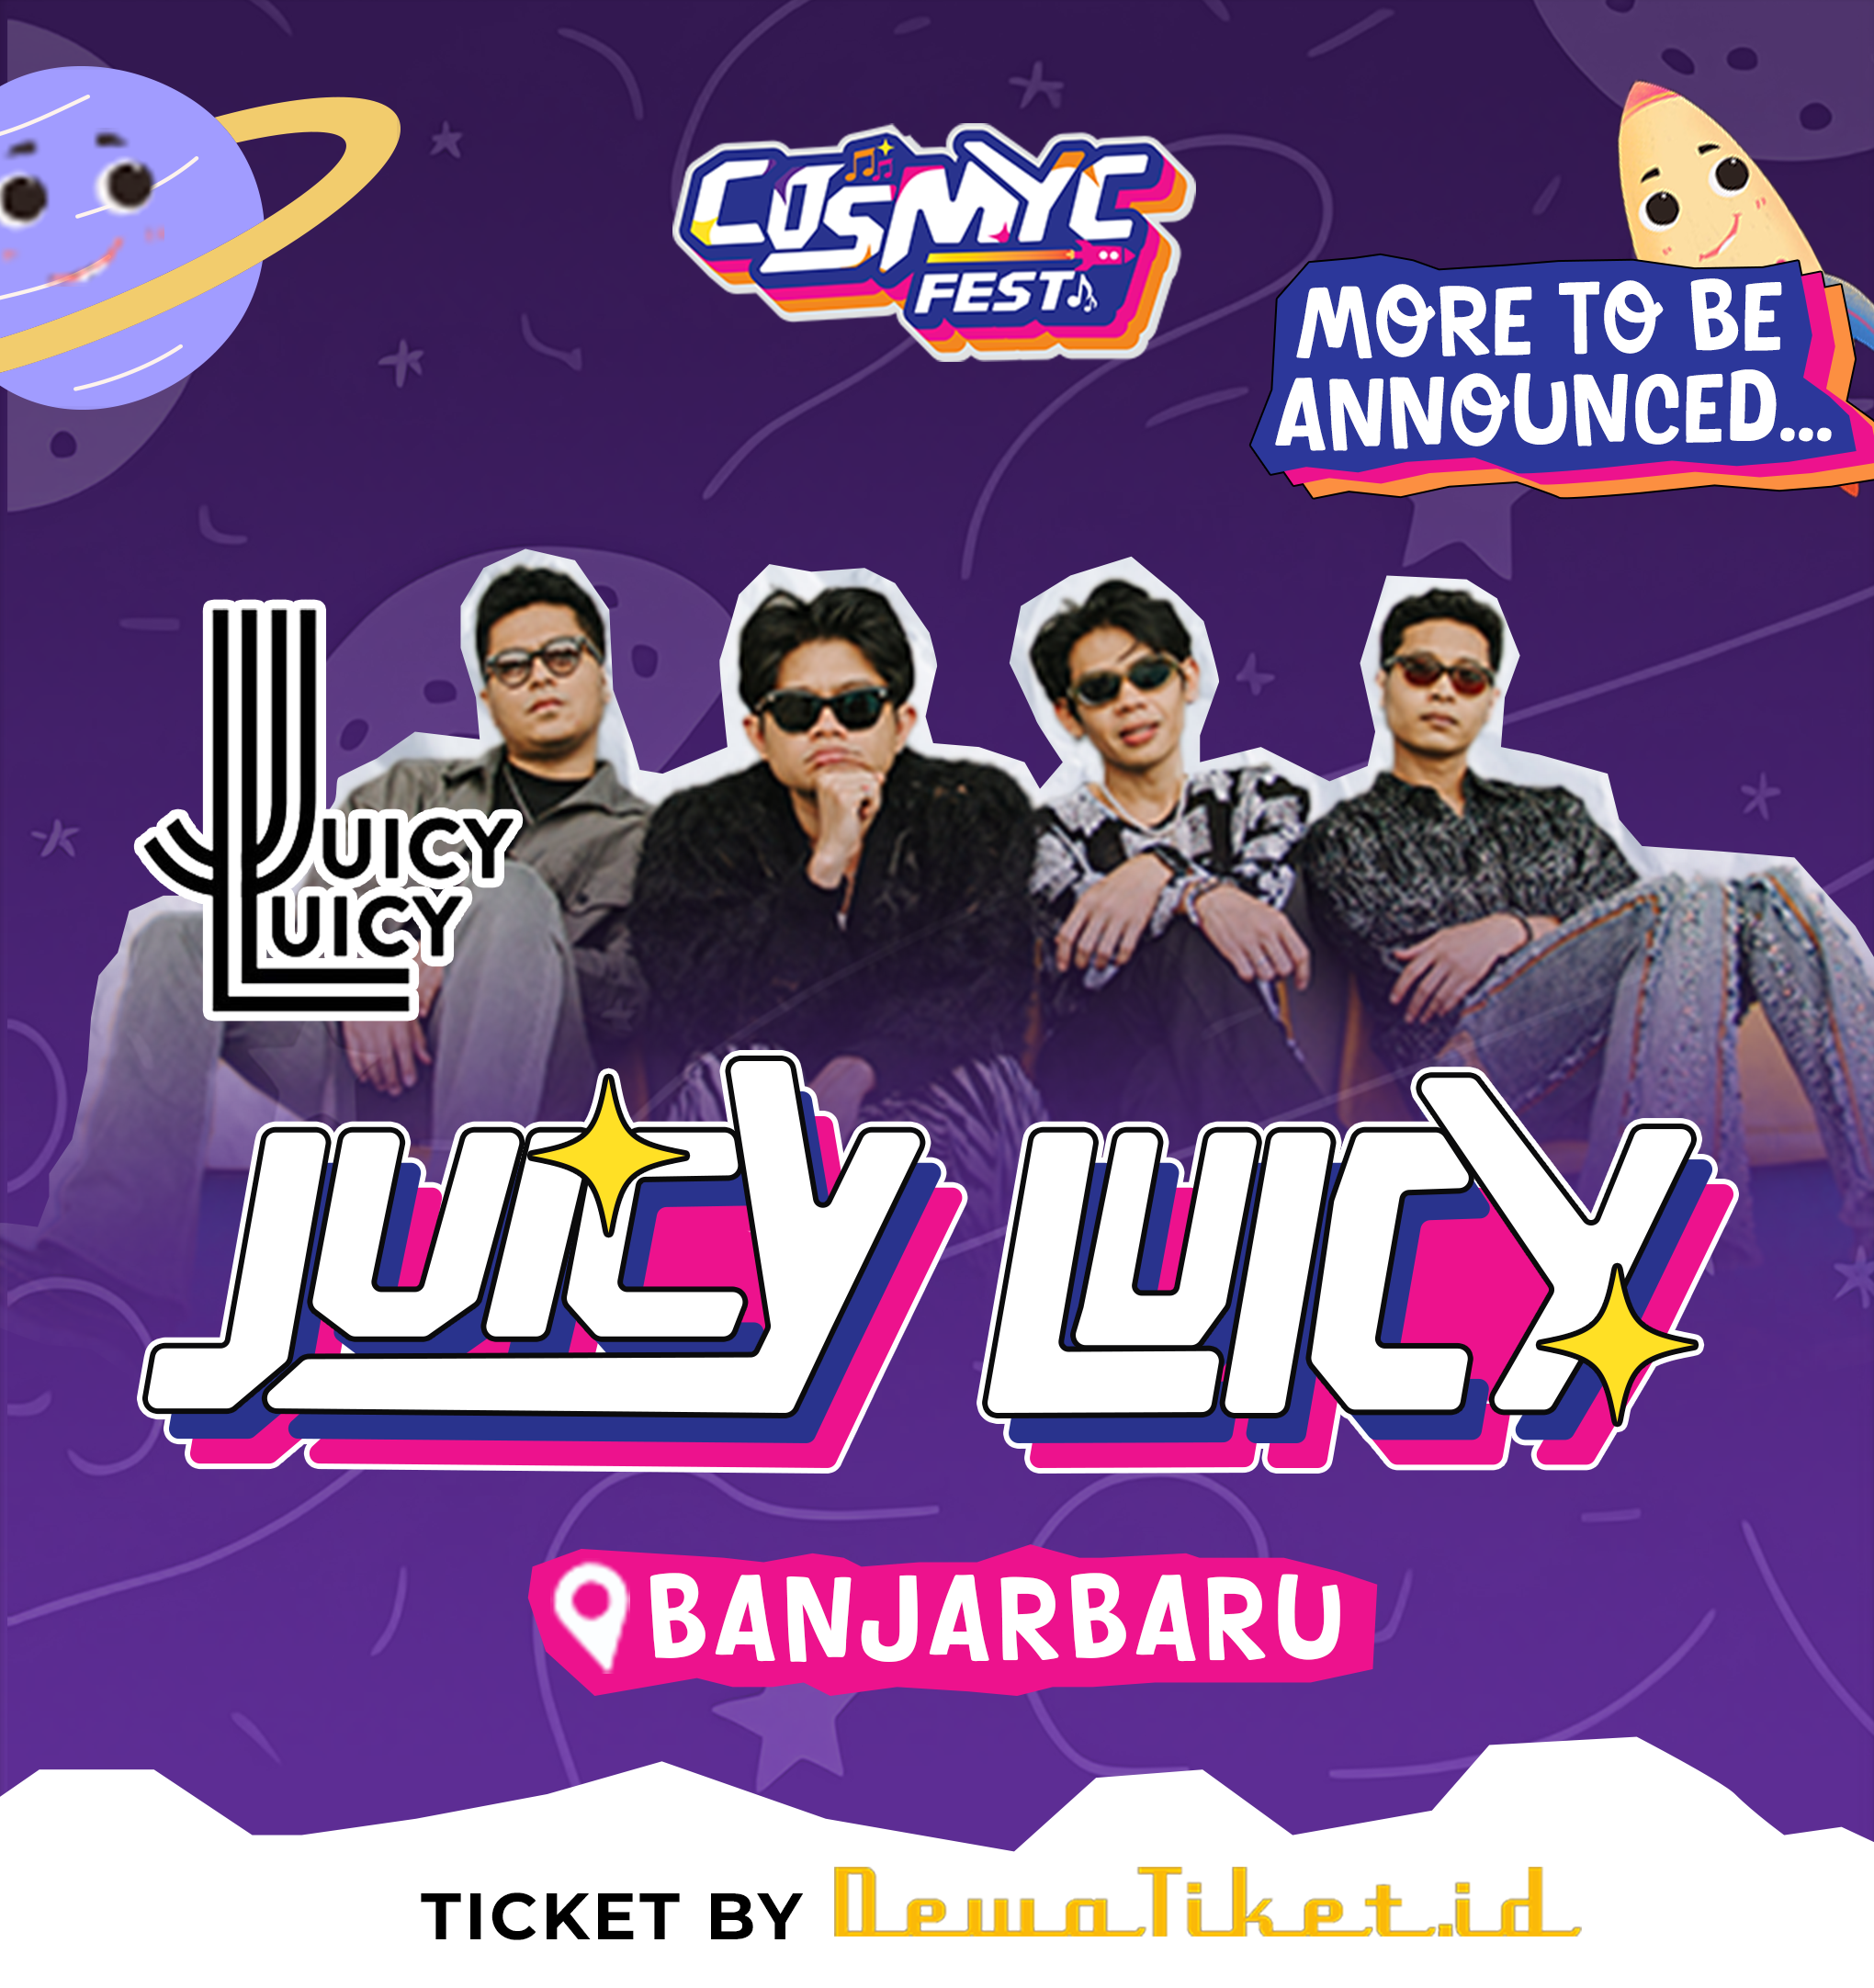 COSMYC
FEST
MORE TO BE
ANNOUNCED...
JUICY
LUICY
JUICY LUICY
BANJARBARU
TICKET BY DewaTiket.id